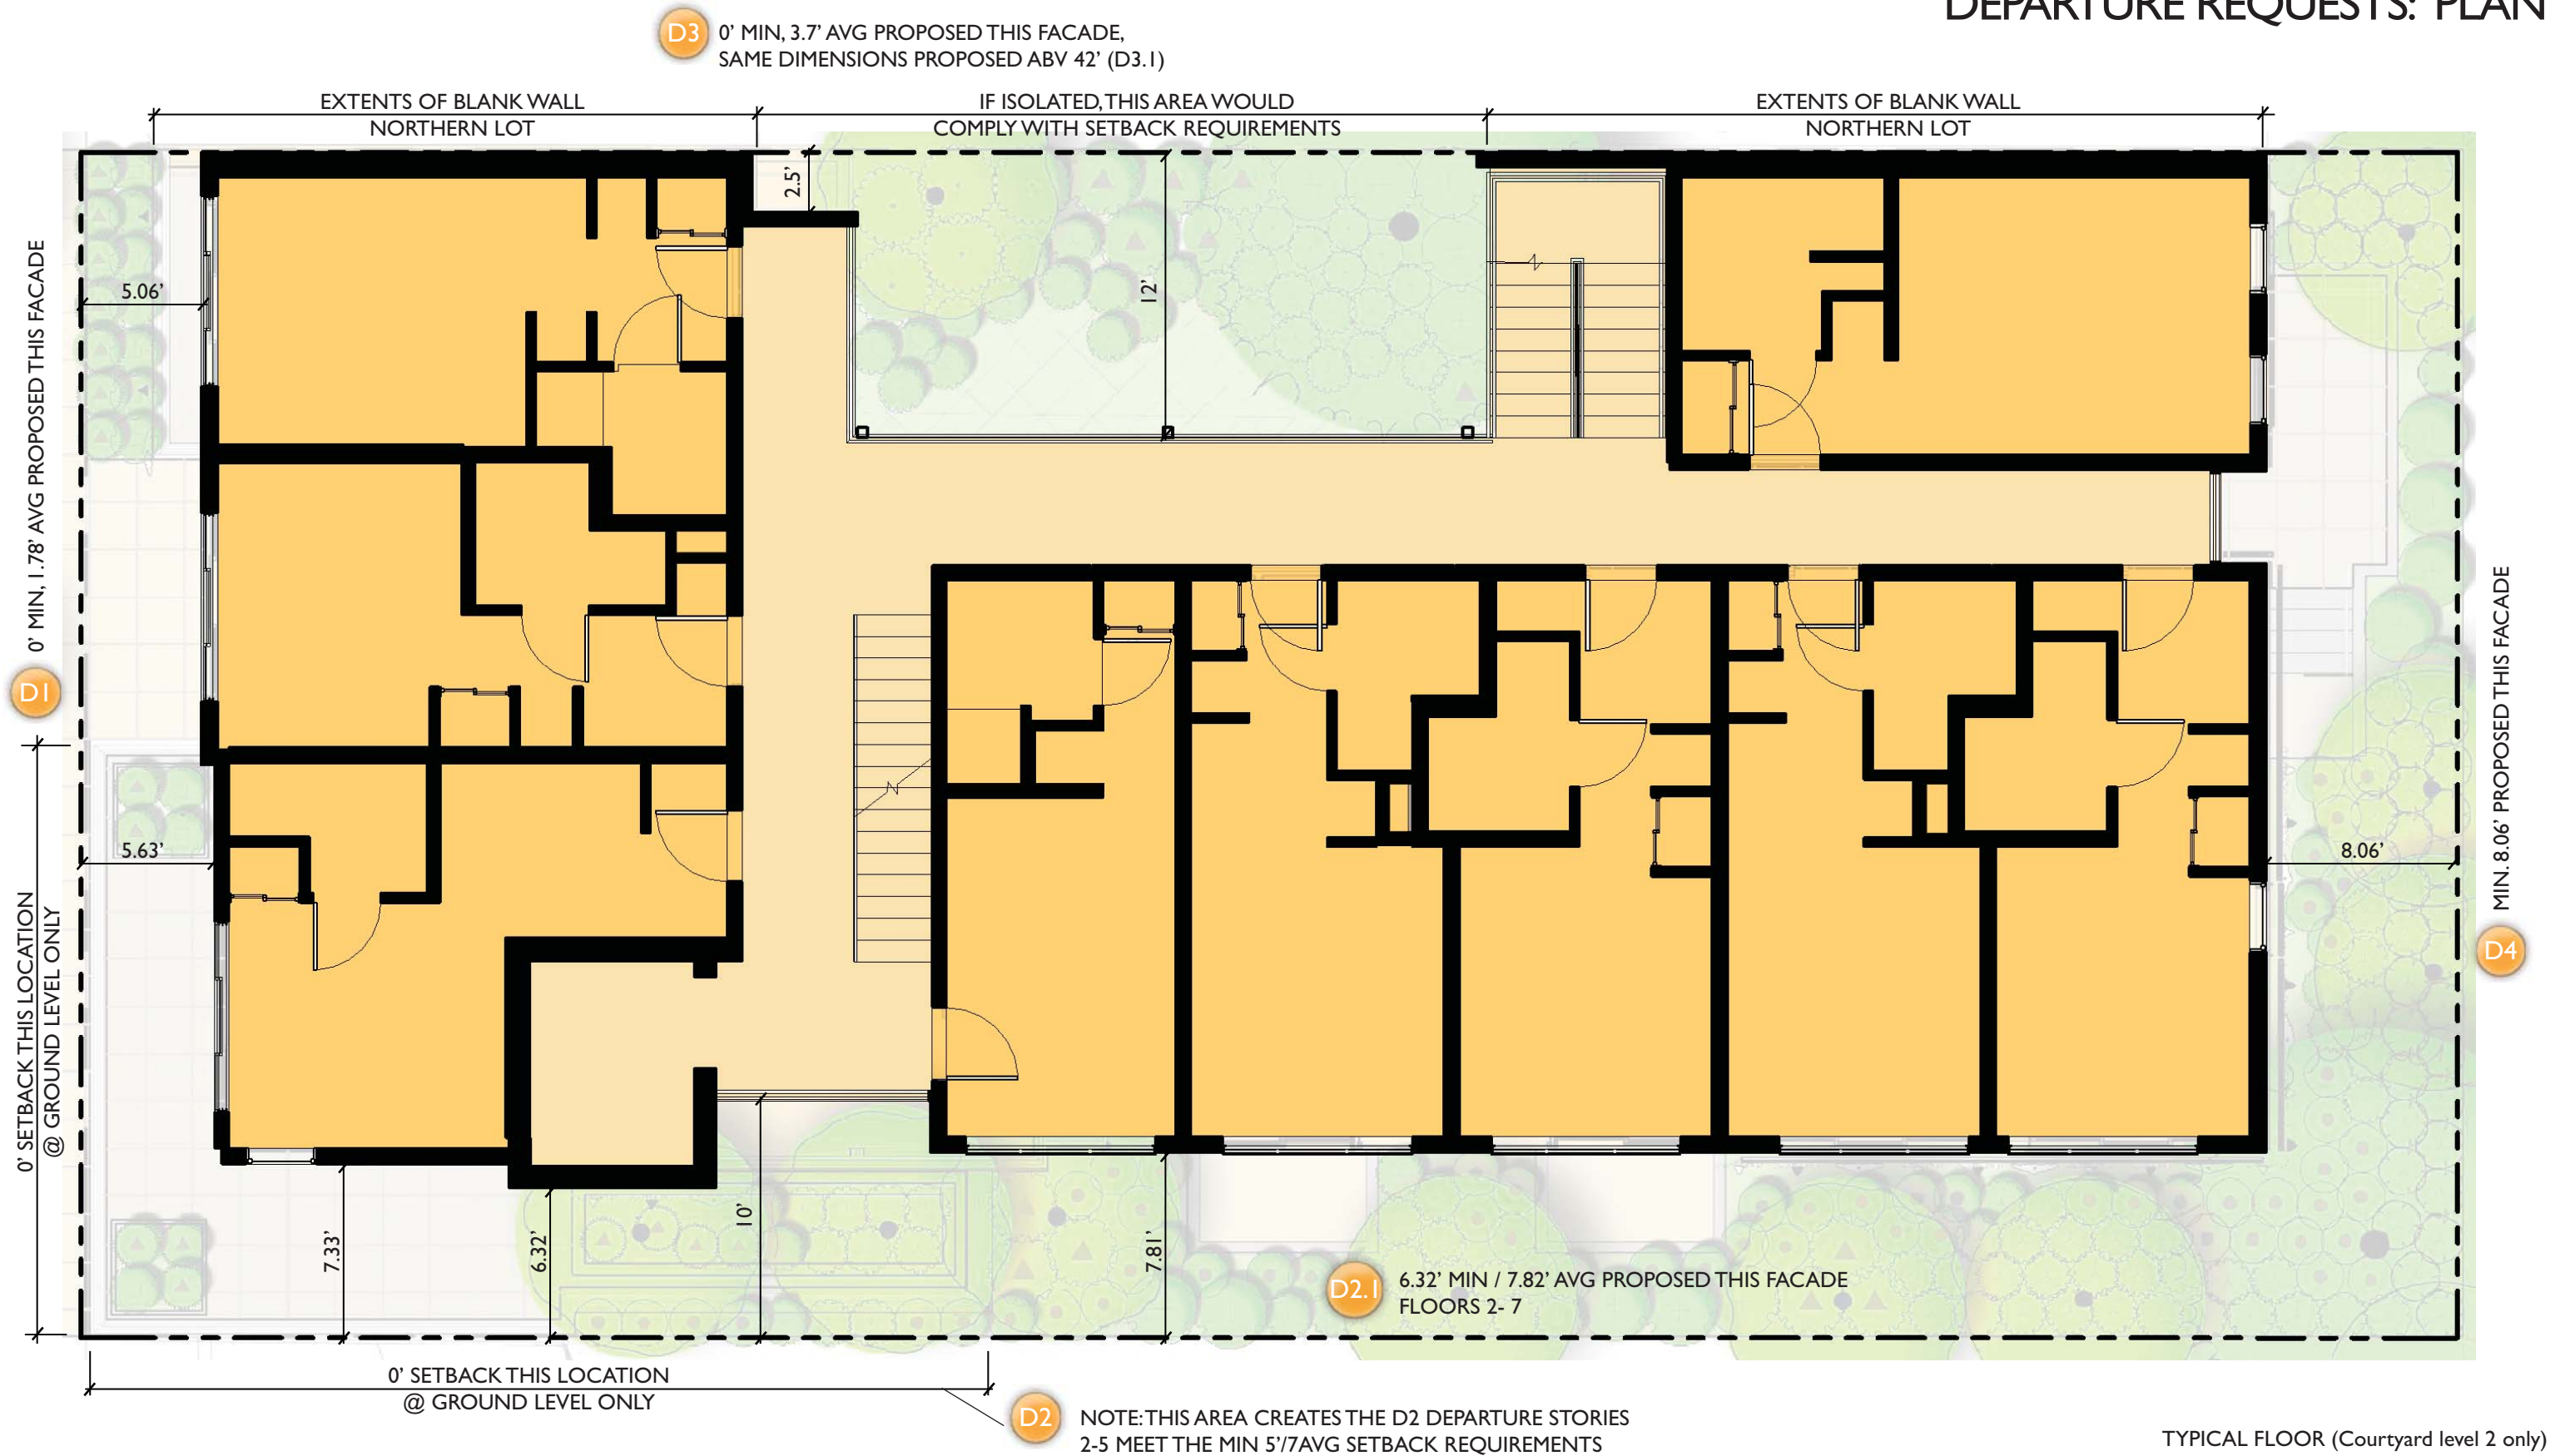 DEPARTURE REQUESTS: PLAN
D3
0' MIN, 3.7' AVG PROPOSED THIS FACADE,
SAME DIMENSIONS PROPOSED ABV 42' (D3.1)
EXTENTS OF BLANK WALL
NORTHERN LOT
IF ISOLATED, THIS AREA WOULD
COMPLY WITH SETBACK REQUIREMENTS
EXTENTS OF BLANK WALL
NORTHERN LOT
2.5'
12'
5.06'
0' MIN, 1.78' AVG PROPOSED THIS FACADE
D1
5.63'
0' SETBACK THIS LOCATION
@ GROUND LEVEL ONLY
8.06'
MIN. 8.06' PROPOSED THIS FACADE
D4
7.33'
6.32'
10'
7.81'
D2.1
6.32' MIN / 7.82' AVG PROPOSED THIS FACADE
FLOORS 2- 7
0' SETBACK THIS LOCATION
@ GROUND LEVEL ONLY
D2
NOTE: THIS AREA CREATES THE D2 DEPARTURE STORIES
2-5 MEET THE MIN 5'/7AVG SETBACK REQUIREMENTS
TYPICAL FLOOR (Courtyard level 2 only)